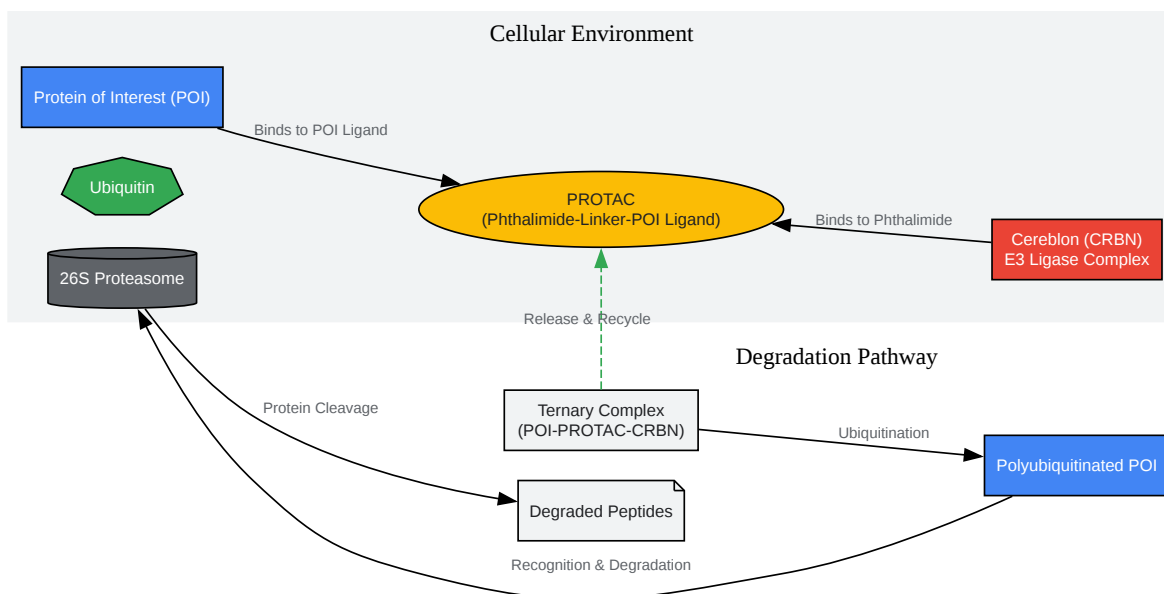 Cellular Environment
Protein of Interest (POI)
Binds to POI Ligand
Ubiquitin
PROTAC
(Phthalimide-Linker-POI Ligand)
Binds to Phthalimide
Cereblon (CRBN)
E3 Ligase Complex
26S Proteasome
Release & Recycle
Degradation Pathway
Protein Cleavage
Ternary Complex
(POI-PROTAC-CRBN)
Ubiquitination
Polyubiquitinated POI
Degraded Peptides
Recognition & Degradation